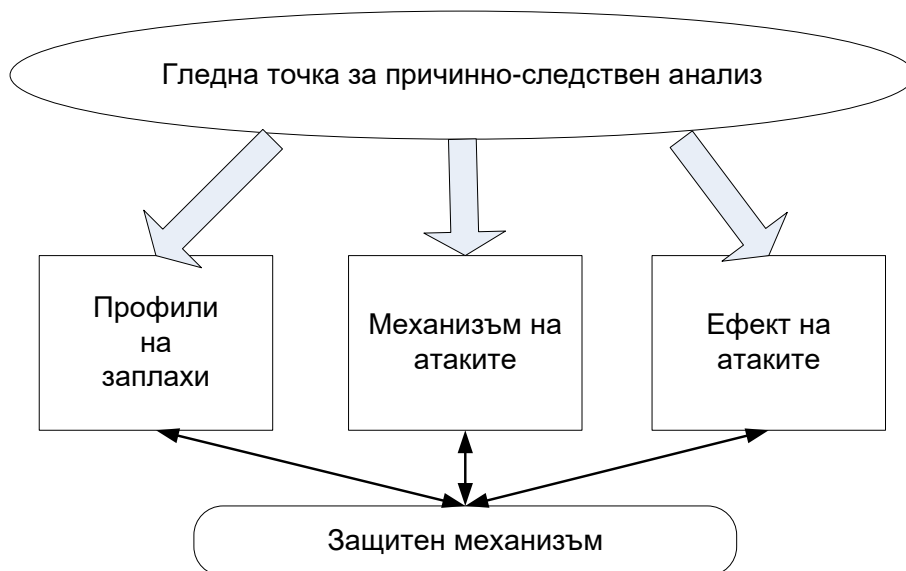 Гледна точка за причинно-следствен анализ
Профили
на
заплахи
Механизъм на
атаките
Ефект на
атаките
Защитен механизъм